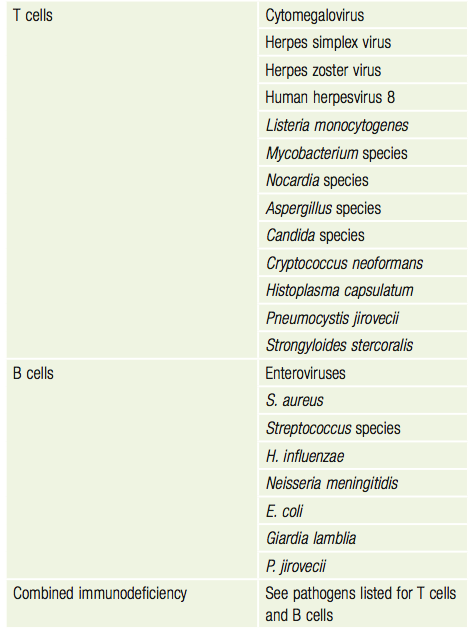 T cells Cytomegalovirus
Herpes simplex virus
Herpes zoster virus
Human herpesvirus 8
Listeria monocytogenes
Mycobacterium species
Nocardia species
Aspergillus species
Candida species
Cryptococcus neoformans
Histoplasma capsulatum
Pneumocystis jirovecii
Strongyloides stercoralis
B cells Enteroviruses
S. aureus
Streptococcus species
H. influenzae
Neisseria meningitidis
E. coli
Giardia lamblia
P. jirovecii
Combined immunodeficiency See pathogens listed for T cells
and B cells